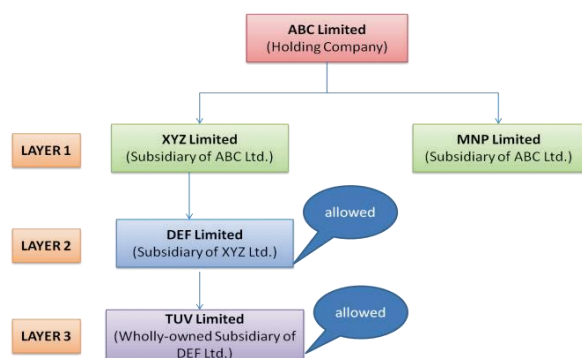 ABC Limited
(Holding Company)
LAYER 1
XYZ Limited
(Subsidiary of ABC Ltd.)
MNP Limited
(Subsidiary of ABC Ltd.)
allowed
LAYER 2
DEF Limited
(Subsidiary of XYZ Ltd.)
allowed
LAYER 3
TUV Limited
(Wholly-owned Subsidiary of
DEF Ltd.)